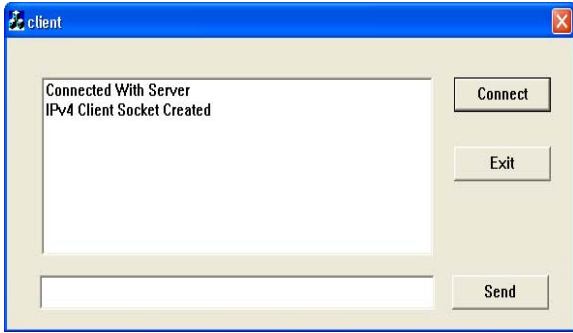 client
Connected With Server
IPv4 Client Socket Created
Connect
Exit
Send